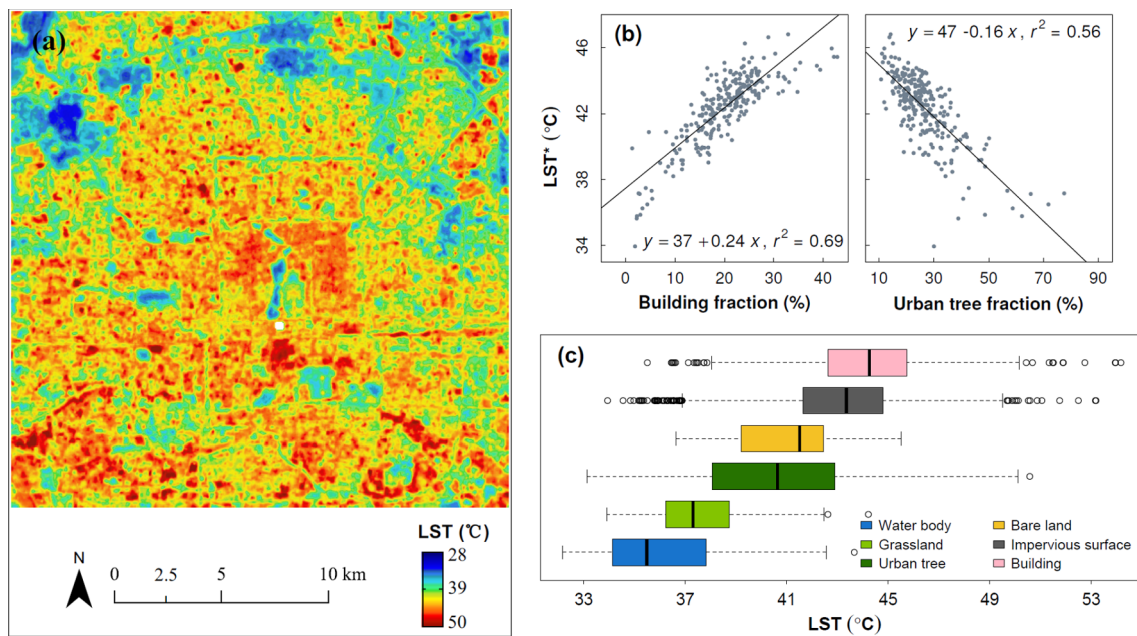 (a)
N
0 2.5 5 10 km
LST (℃)
28
39
50
(b)
y = 47 -0.16 x, r² = 0.56
y = 37 +0.24 x, r² = 0.69
LST* (°C)
46
42
38
33
0 10 20 30 40
10 30 50 70 90
Building fraction (%)
Urban tree fraction (%)
(c)
Water body
Grassland
Urban tree
Bare land
Impervious surface
Building
33 37 41 45 49 53
LST (°C)